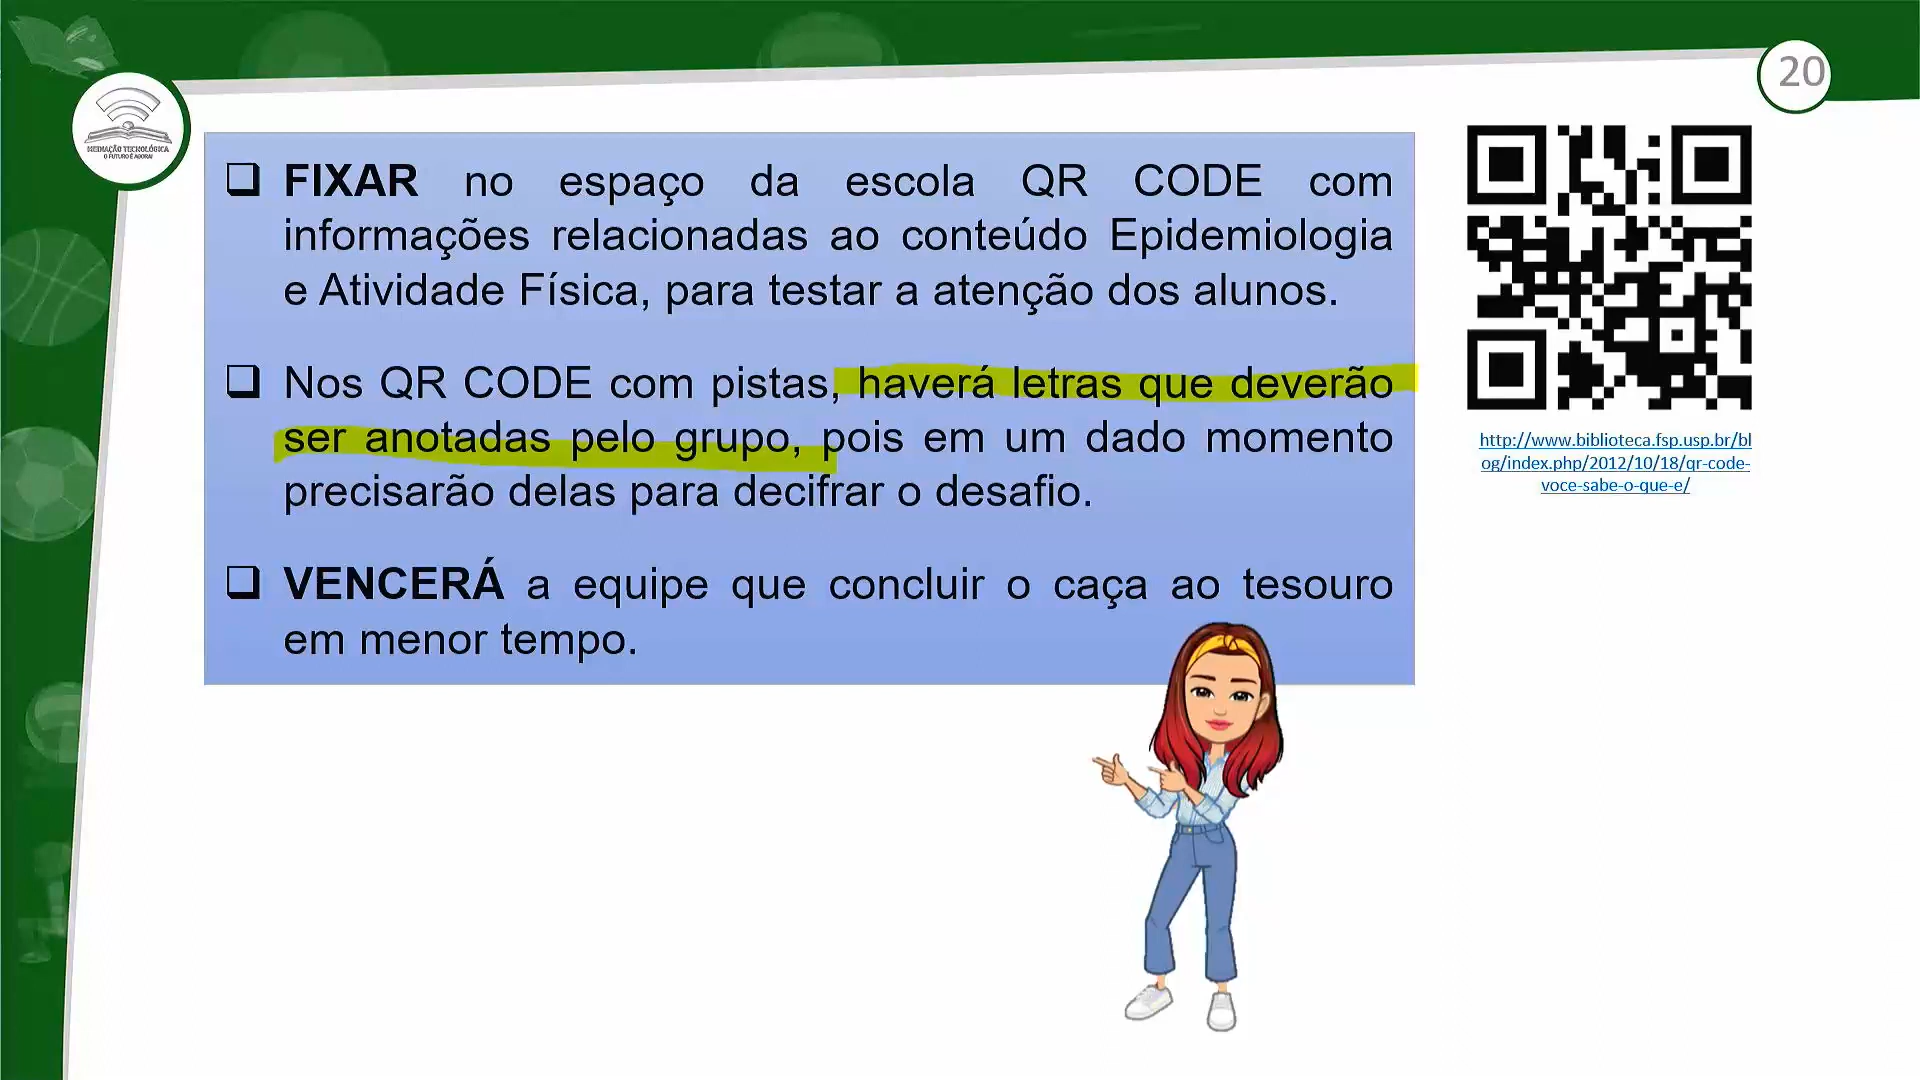 20
MEDIAÇÃO TECNOLÓGICA
O FUTURO É AGORA!
FIXAR no espaço da escola QR CODE com
informações relacionadas ao conteúdo Epidemiologia
e Atividade Física, para testar a atenção dos alunos.
Nos QR CODE com pistas, haverá letras que deverão
ser anotadas pelo grupo, pois em um dado momento
precisarão delas para decifrar o desafio.
VENCERÁ a equipe que concluir o caça ao tesouro
em menor tempo.
http://www.biblioteca.fsp.usp.br/bl
og/index.php/2012/10/18/qr-code-
voce-sabe-o-que-e/